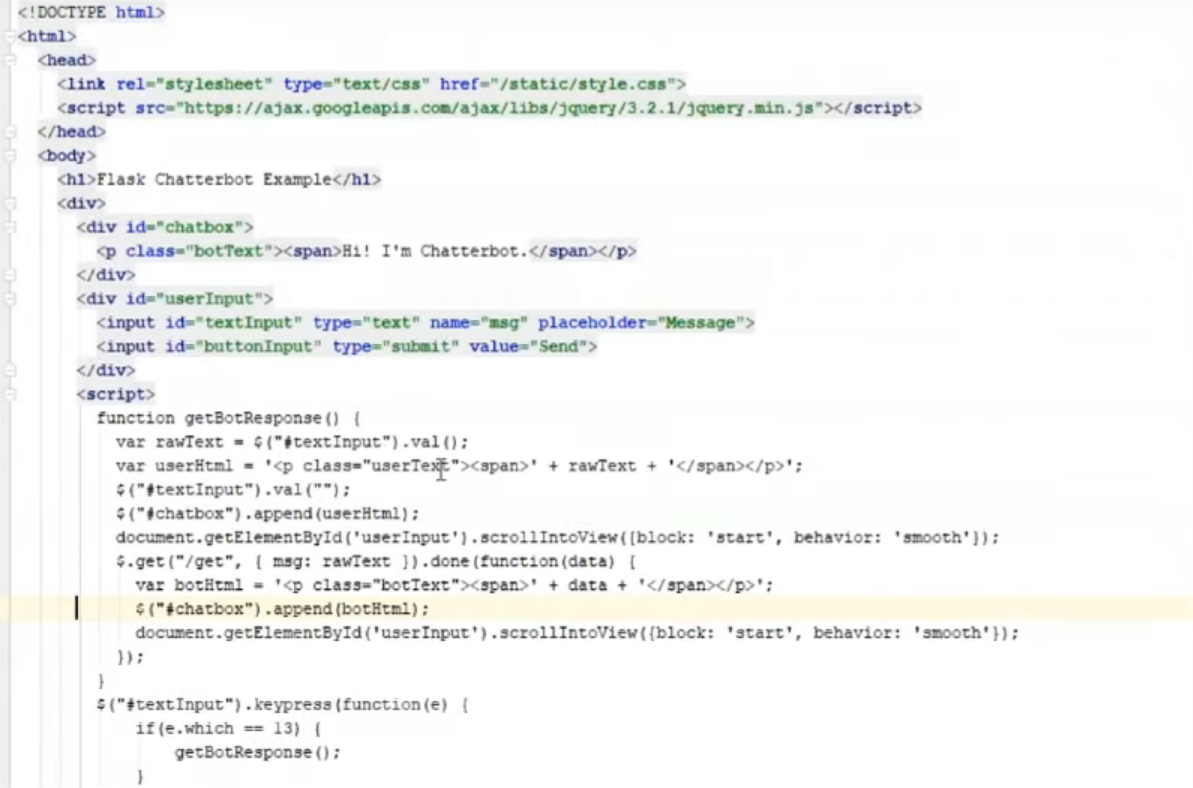 <!DOCTYPE html>
<html>
<head>
<link rel="stylesheet" type="text/css" href="/static/style.css">
<script src="https://ajax.googleapis.com/ajax/libs/jquery/3.2.1/jquery.min.js"></script>
</head>
<body>
<h1>Flask Chatterbot Example</h1>
<div>
<div id="chatbox">
<p class="botText"><span>Hi! I'm Chatterbot.</span></p>
</div>
<div id="userInput">
<input id="textInput" type="text" name="msg" placeholder="Message">
<input id="buttonInput" type="submit" value="Send">
</div>
<script>
function getBotResponse() {
var rawText = $("#textInput").val();
var userHtml = '<p class="userText"><span>' + rawText + '</span></p>';
$("#textInput").val("");
$("#chatbox").append(userHtml);
document.getElementById('userInput').scrollIntoView({block: 'start', behavior: 'smooth'});
$.get("/get", { msg: rawText }).done(function(data) {
var botHtml = '<p class="botText"><span>' + data + '</span></p>';
$("#chatbox").append(botHtml);
document.getElementById('userInput').scrollIntoView({block: 'start', behavior: 'smooth'});
});
}
$("#textInput").keypress(function(e) {
if(e.which == 13) {
getBotResponse();
}